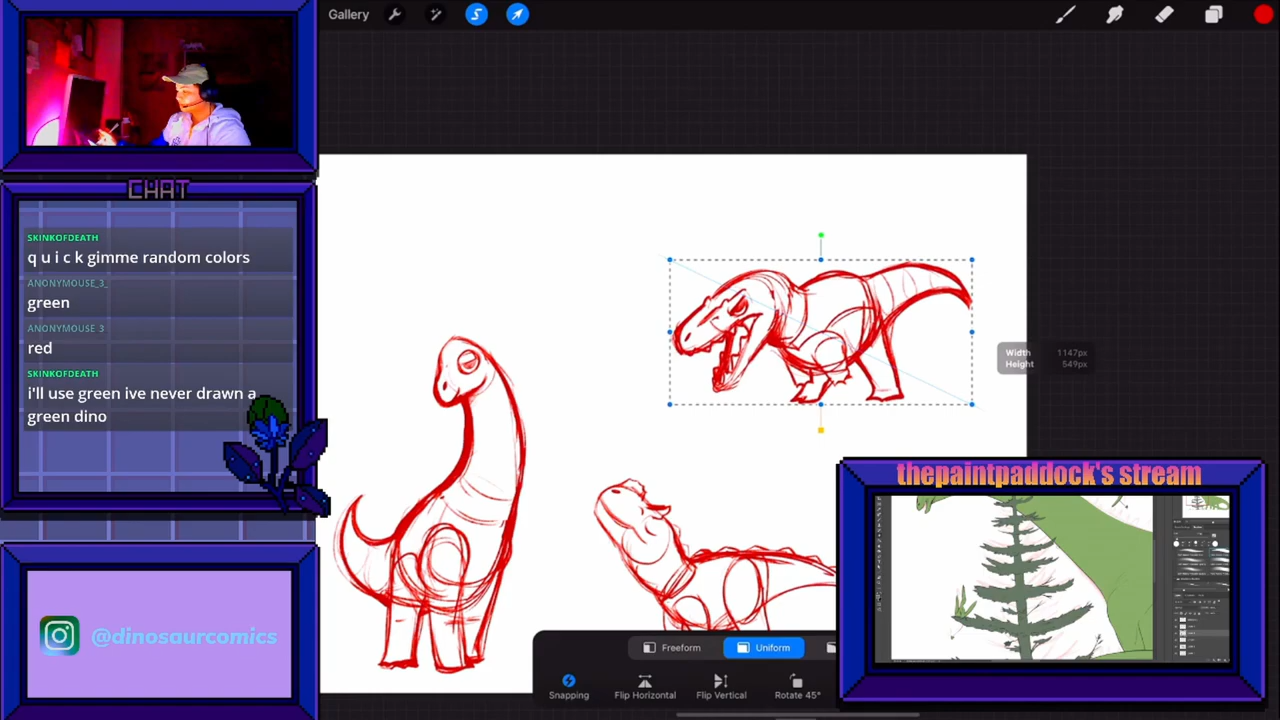 Gallery
CHAT
SKINKOFDEATH
q u i c k gimme random colors
ANONYMOUSE_3_
green
ANONYMOUSE 3
red
SKINKOFDEATH
i'll use green ive never drawn a
green dino
@dinosaurcomics
Width 1147px
Height 549px
thepaintpaddock's stream
Freeform
Uniform
Snapping
Flip Horizontal
Flip Vertical
Rotate 45°